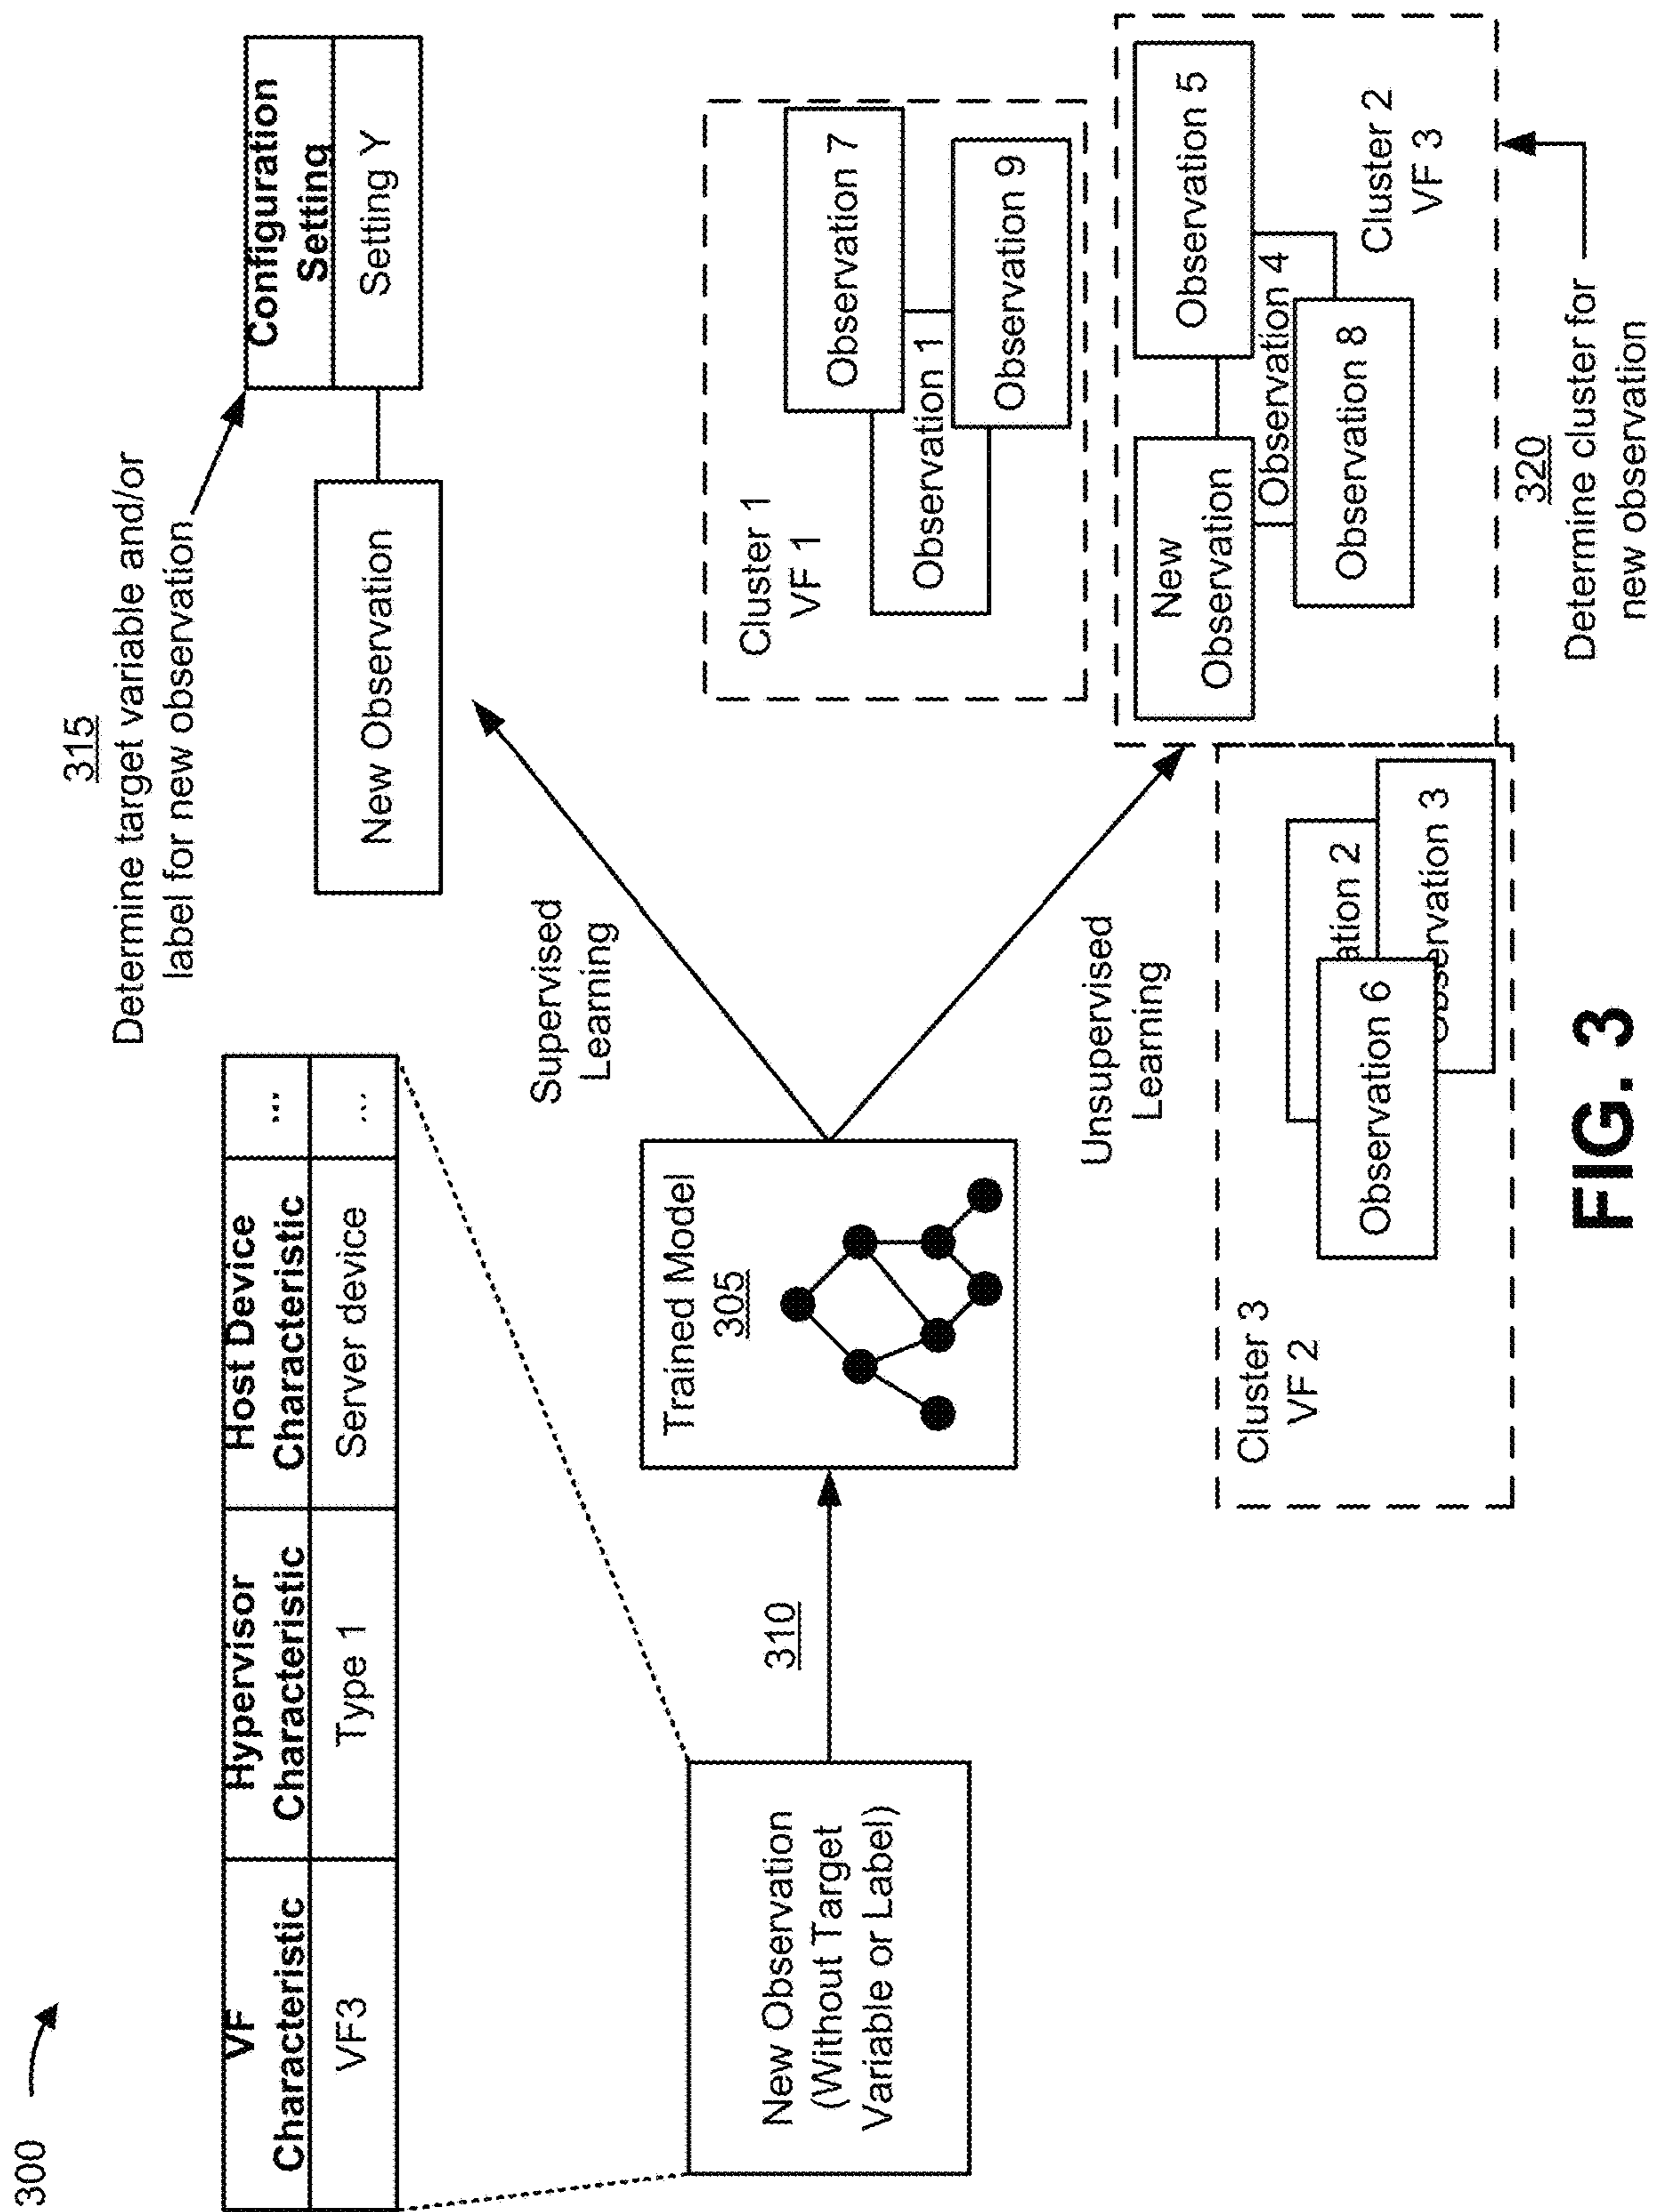 300
VF
Characteristic
Hypervisor
Characteristic
Host Device
Characteristic
...
VF3
Type 1
Server device
...
New Observation
(Without Target
Variable or Label)
310
Trained Model
305
Supervised
Learning
Unsupervised
Learning
315
Determine target variable and/or
label for new observation
New Observation
Configuration
Setting
Setting Y
Cluster 1
VF 1
Observation 7
Observation 1
Observation 9
New
Observation
Observation 5
Observation 4
Observation 8
Cluster 2
VF 3
Cluster 3
VF 2
ation 2
Observation 6
bservation 3
320
Determine cluster for
new observation
FIG. 3